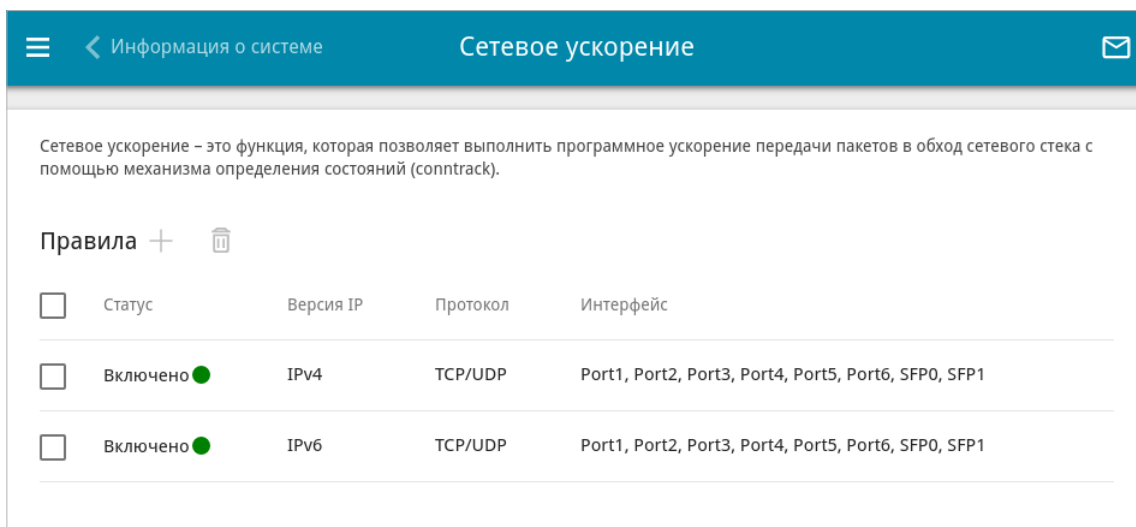 Информация о системе
Сетевое ускорение
Сетевое ускорение – это функция, которая позволяет выполнить программное ускорение передачи пакетов в обход сетевого стека с
помощью механизма определения состояний (conntrack).
Правила
Статус Версия IP Протокол Интерфейс
Включено IPv4 TCP/UDP Port1, Port2, Port3, Port4, Port5, Port6, SFP0, SFP1
Включено IPv6 TCP/UDP Port1, Port2, Port3, Port4, Port5, Port6, SFP0, SFP1